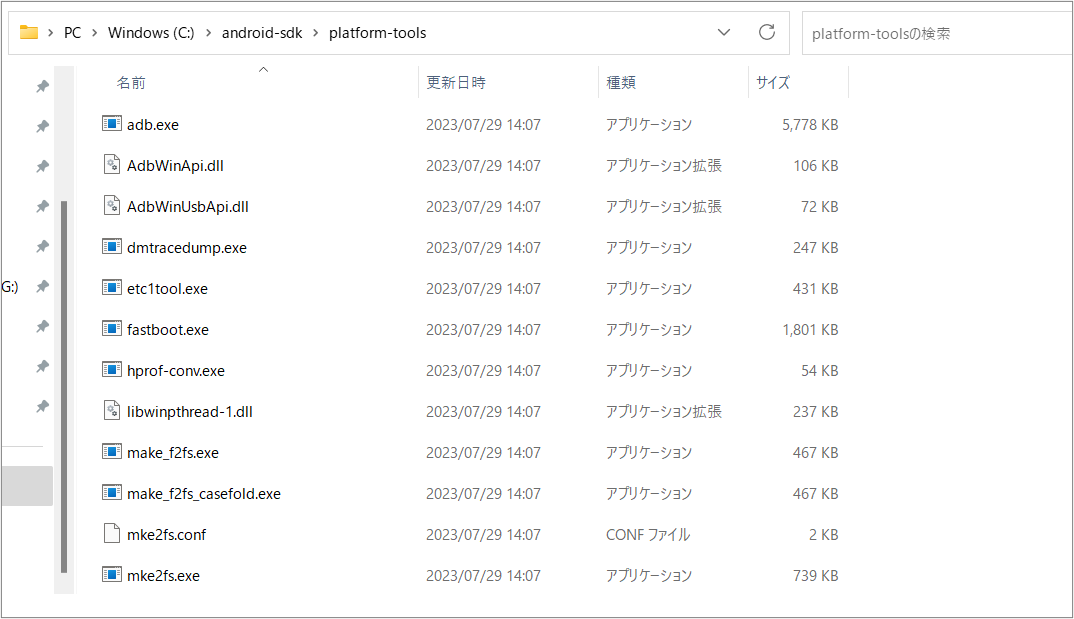 PC > Windows (C:) > android-sdk > platform-tools
platform-toolsの検索
名前 更新日時 種類 サイズ
adb.exe 2023/07/29 14:07 アプリケーション 5,778 KB
AdbWinApi.dll 2023/07/29 14:07 アプリケーション拡張 106 KB
AdbWinUsbApi.dll 2023/07/29 14:07 アプリケーション拡張 72 KB
dmtracedump.exe 2023/07/29 14:07 アプリケーション 247 KB
G:) etc1tool.exe 2023/07/29 14:07 アプリケーション 431 KB
fastboot.exe 2023/07/29 14:07 アプリケーション 1,801 KB
hprof-conv.exe 2023/07/29 14:07 アプリケーション 54 KB
libwinpthread-1.dll 2023/07/29 14:07 アプリケーション拡張 237 KB
make_f2fs.exe 2023/07/29 14:07 アプリケーション 467 KB
make_f2fs_casefold.exe 2023/07/29 14:07 アプリケーション 467 KB
mke2fs.conf 2023/07/29 14:07 CONF ファイル 2 KB
mke2fs.exe 2023/07/29 14:07 アプリケーション 739 KB